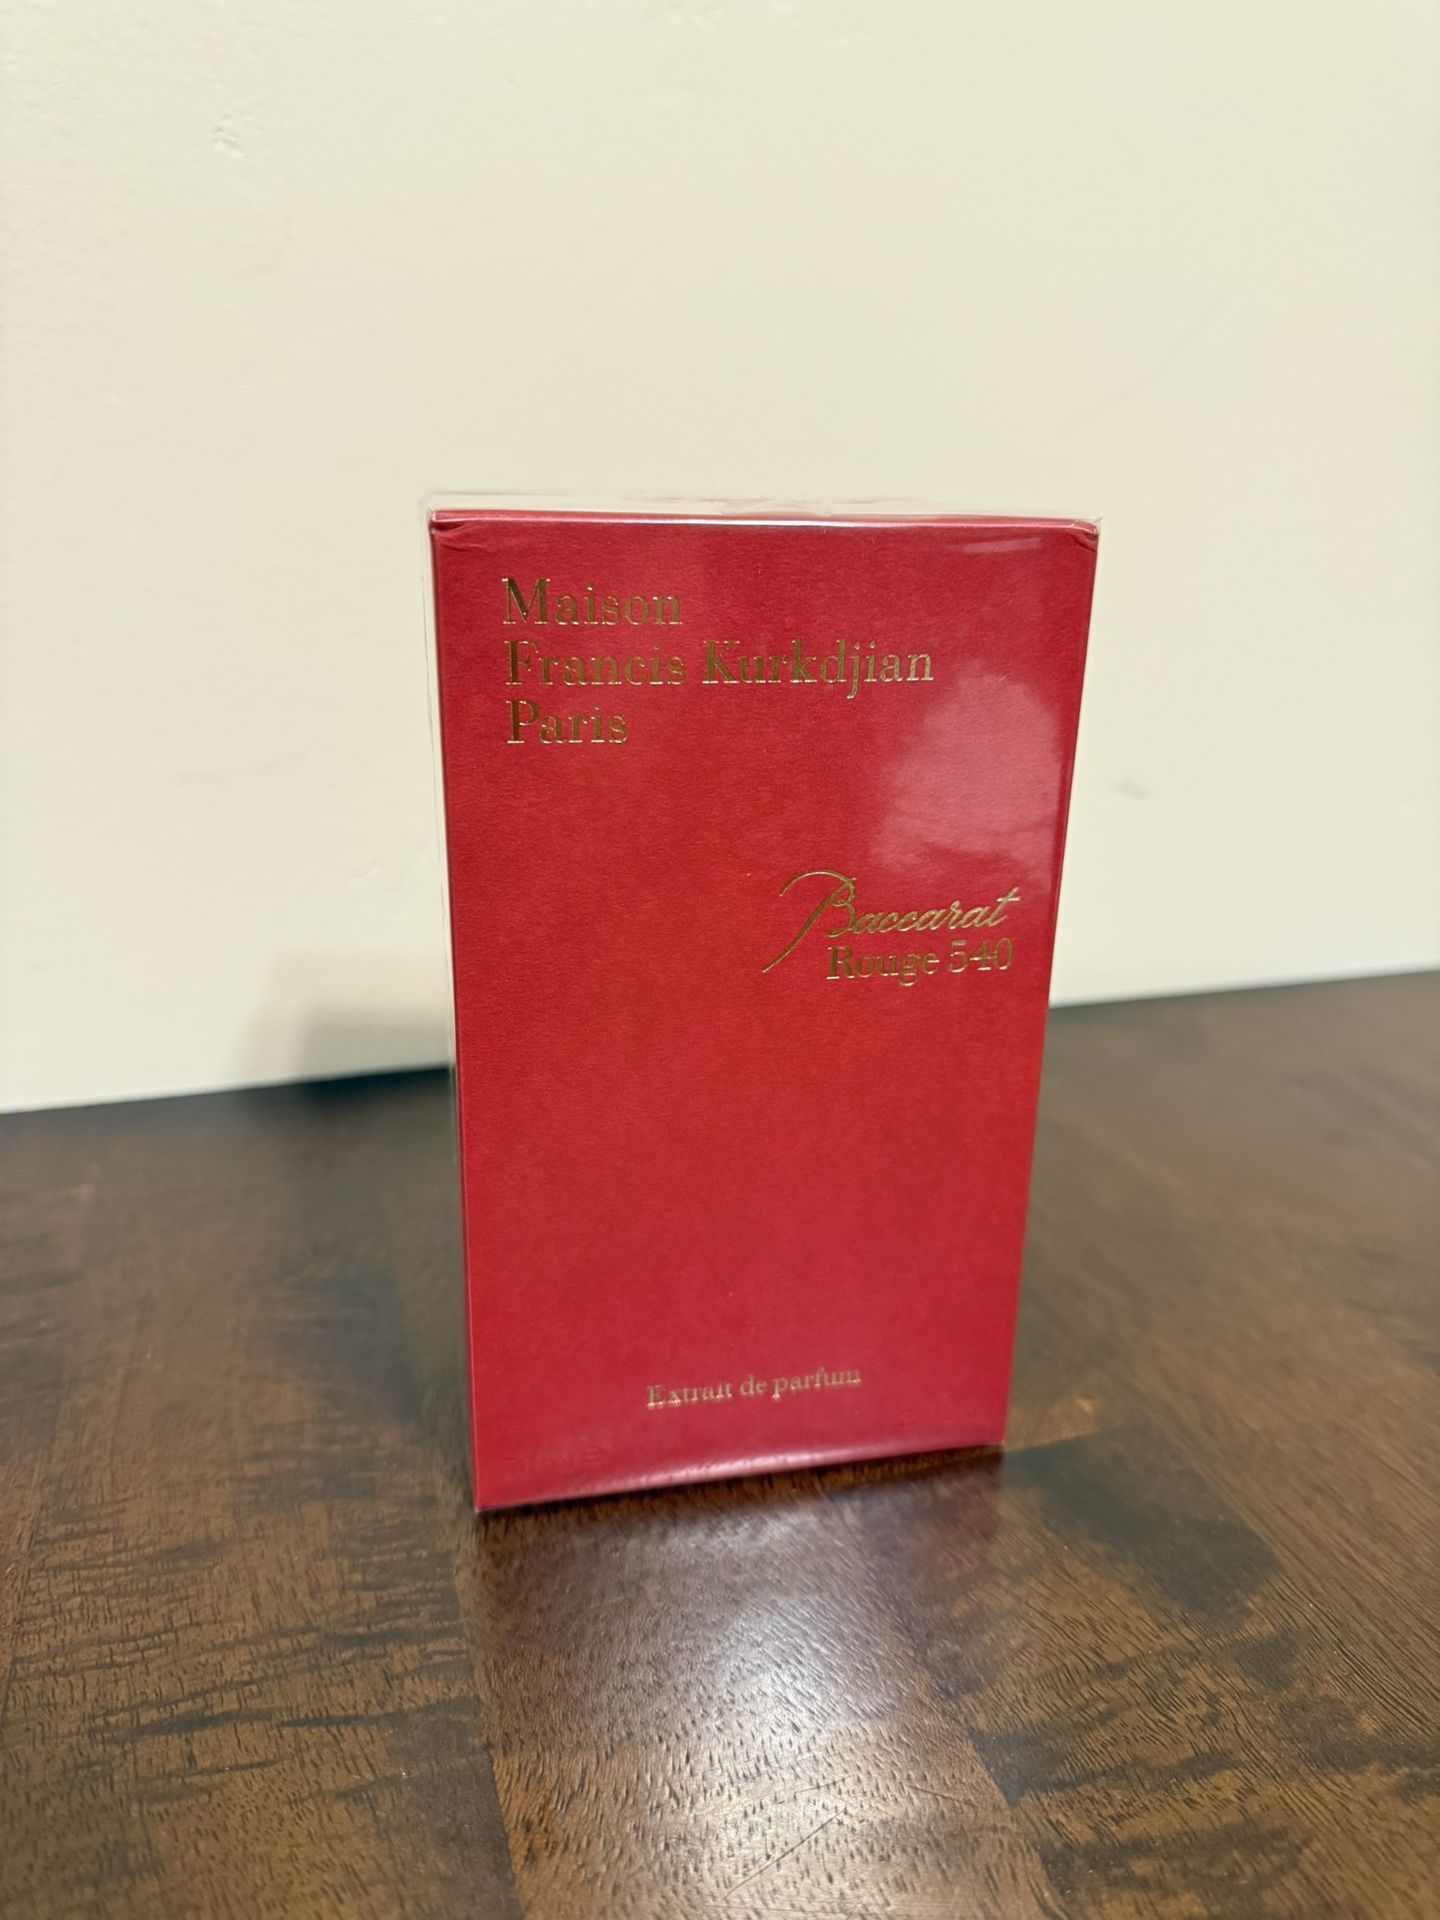 Maison
Francis Kurkdjian
Paris
Baccarat
Rouge 540
Extrait de parfum